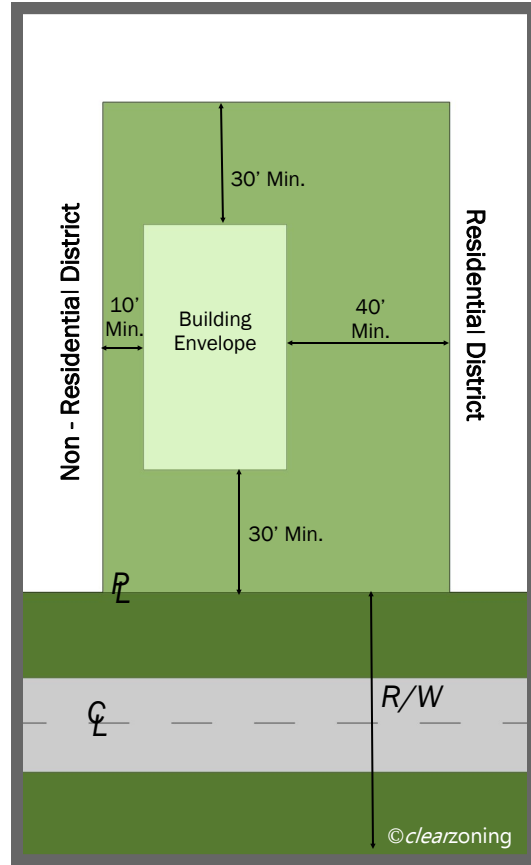 30' Min.
Non - Residential District
Residential District
10'
Min.
Building
Envelope
40'
Min.
30' Min.
PL
CL
R/W
©clearzoning